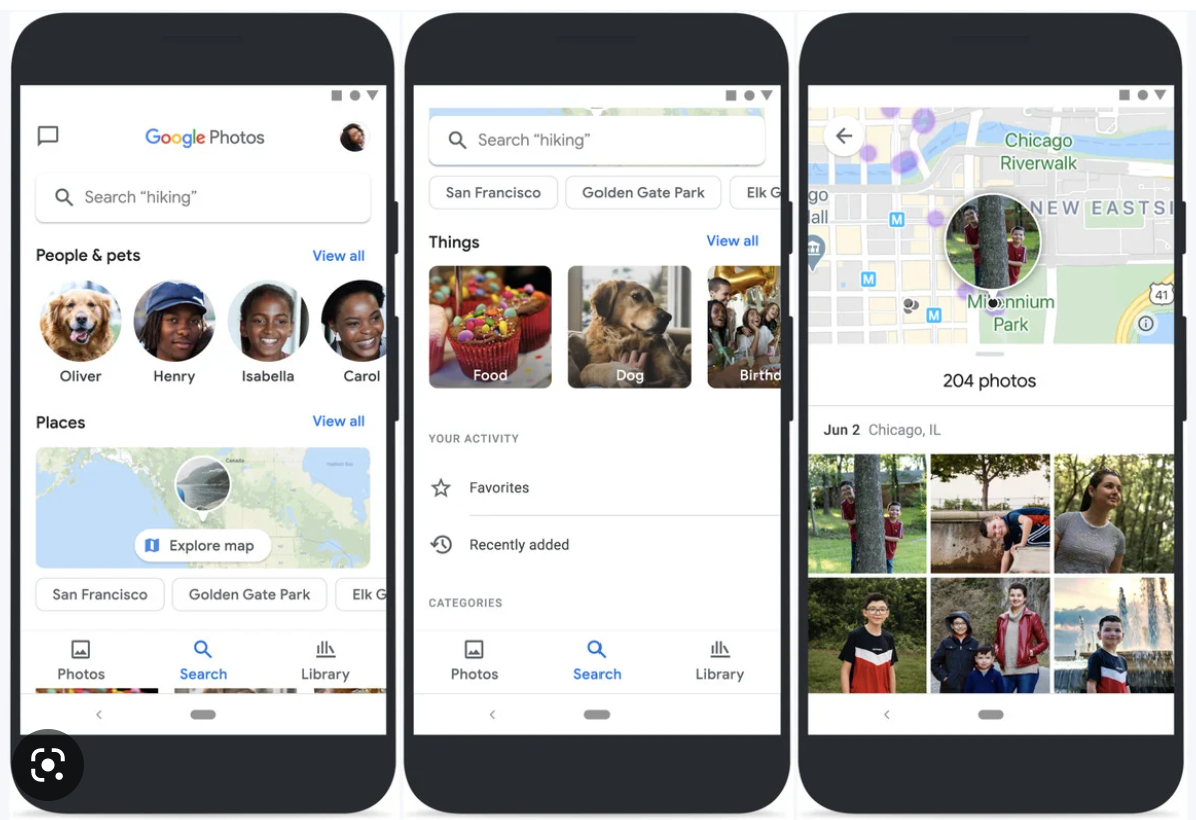 Google Photos
Search “hiking”
People & pets View all
Oliver Henry Isabella Carol
Places View all
Canada
Explore map
San Francisco Golden Gate Park Elk G
Photos Search Library
Search “hiking”
San Francisco Golden Gate Park Elk G
Things View all
Food Dog Birthd
YOUR ACTIVITY
Favorites
Recently added
CATEGORIES
Photos Search Library
Chicago
Riverwalk
go
all
NEW EASTSI
M
M
M
41
Millennium
Park
204 photos
Jun 2 Chicago, IL